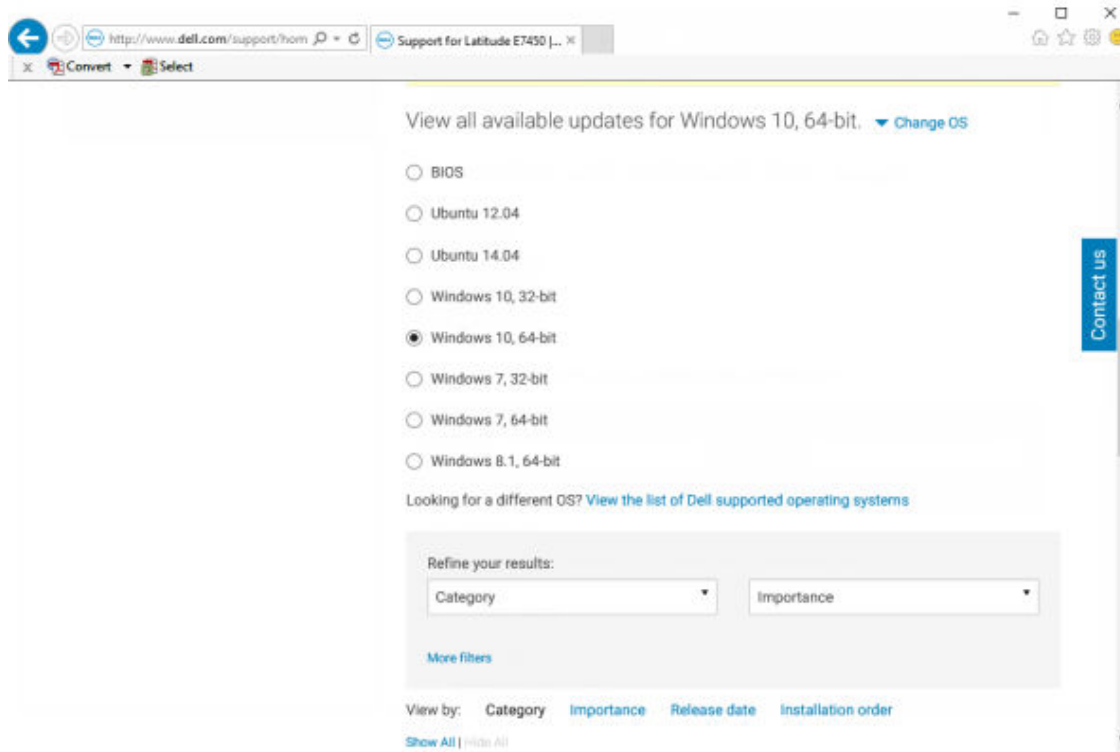 http://www.dell.com/support/hom
Support for Latitude E7450 |...
x Convert Select
View all available updates for Windows 10, 64-bit. Change OS
BIOS
Ubuntu 12.04
Ubuntu 14.04
Windows 10, 32-bit
Windows 10, 64-bit
Windows 7, 32-bit
Windows 7, 64-bit
Windows 8.1, 64-bit
Looking for a different OS? View the list of Dell supported operating systems
Contact us
Refine your results:
Category Importance
More filters
View by: Category Importance Release date Installation order
Show All | Hide All